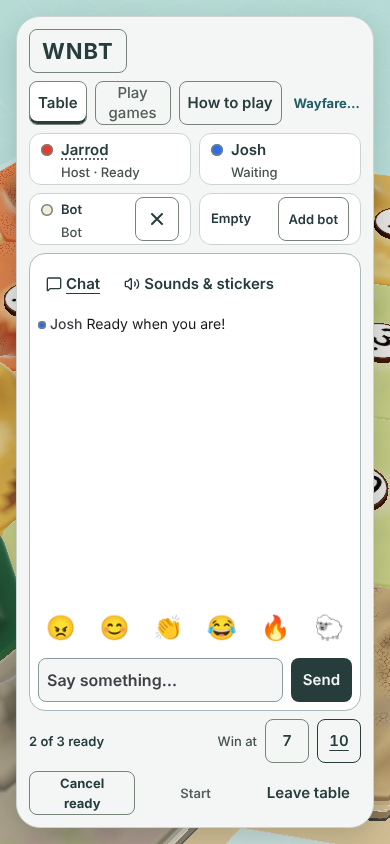 WNBT
Table
Play
games
How to play
Wayfare...
Jarrod
Host · Ready
Josh
Waiting
Bot
Bot
Empty
Add bot
Chat
Sounds & stickers
Josh Ready when you are!
Say something...
Send
2 of 3 ready
Win at
7
10
Cancel
ready
Start
Leave table